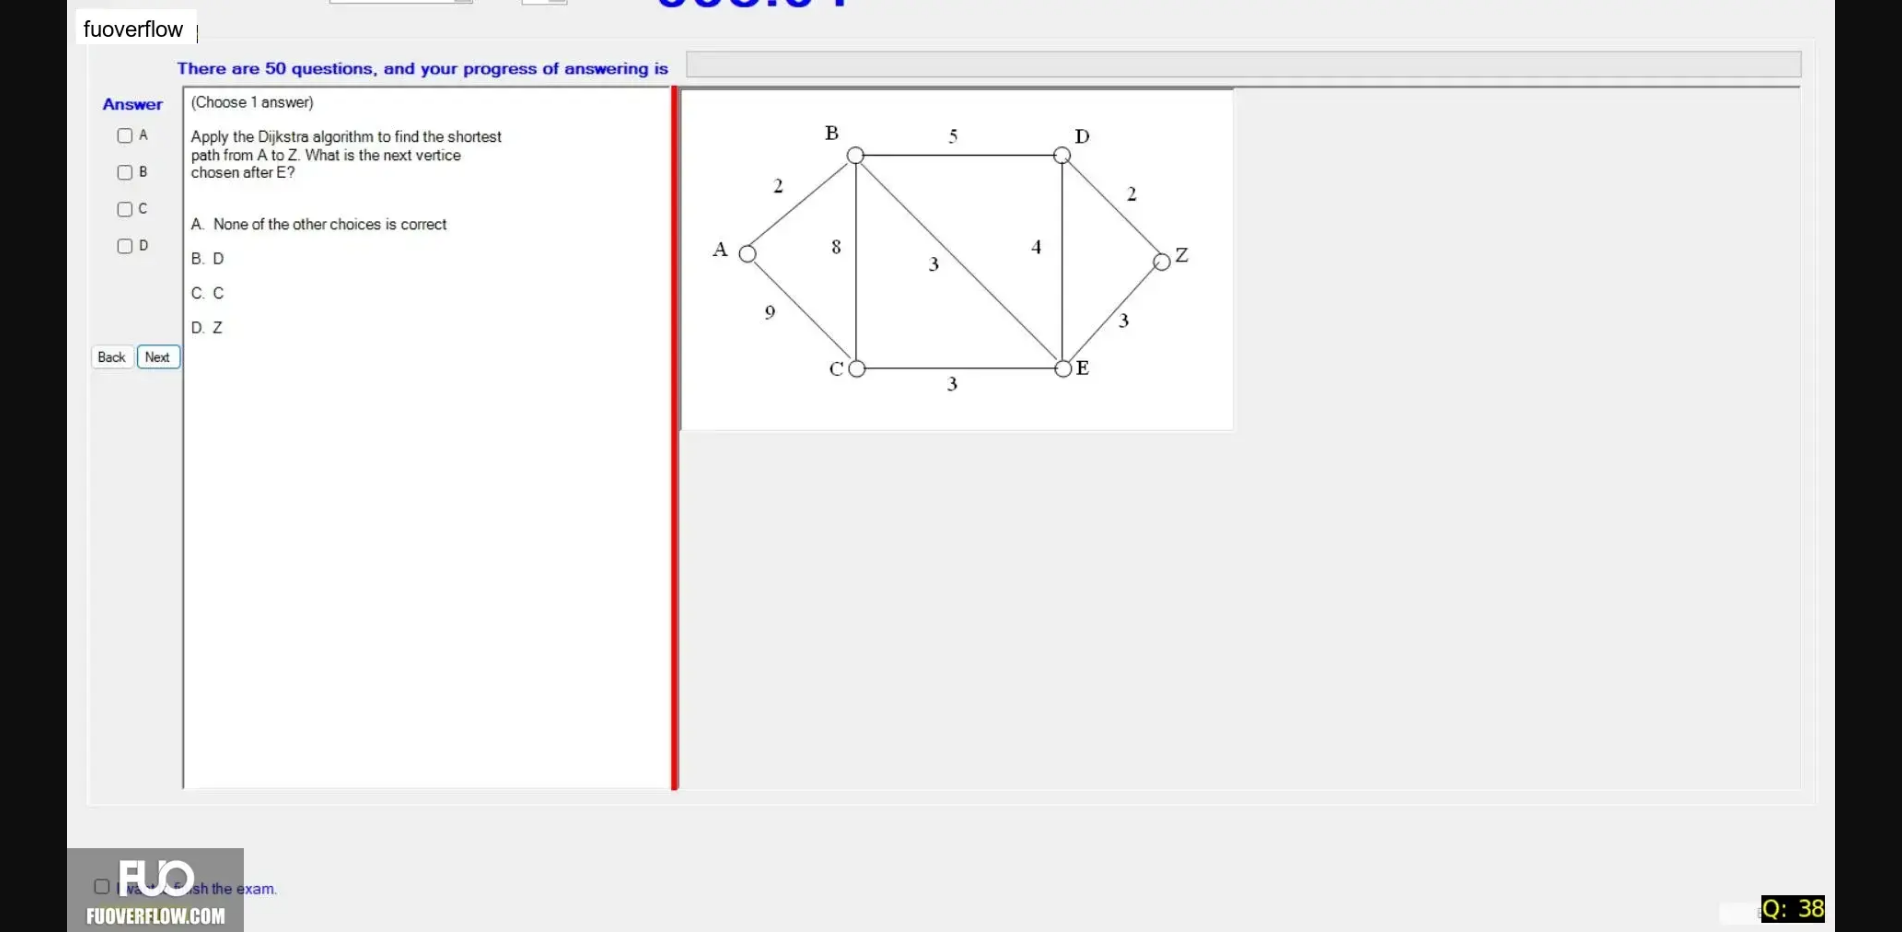 fuoverflow
There are 50 questions, and your progress of answering is
Answer
A
B
C
D
Back
Next
(Choose 1 answer)
Apply the Dijkstra algorithm to find the shortest
path from A to Z. What is the next vertice
chosen after E?
A. None of the other choices is correct
B. D
C. C
D. Z
B
5
D
2
2
A
8
3
4
Z
9
3
C
E
3
FUO
sh the exam.
FUOVERFLOW.COM
Q: 38